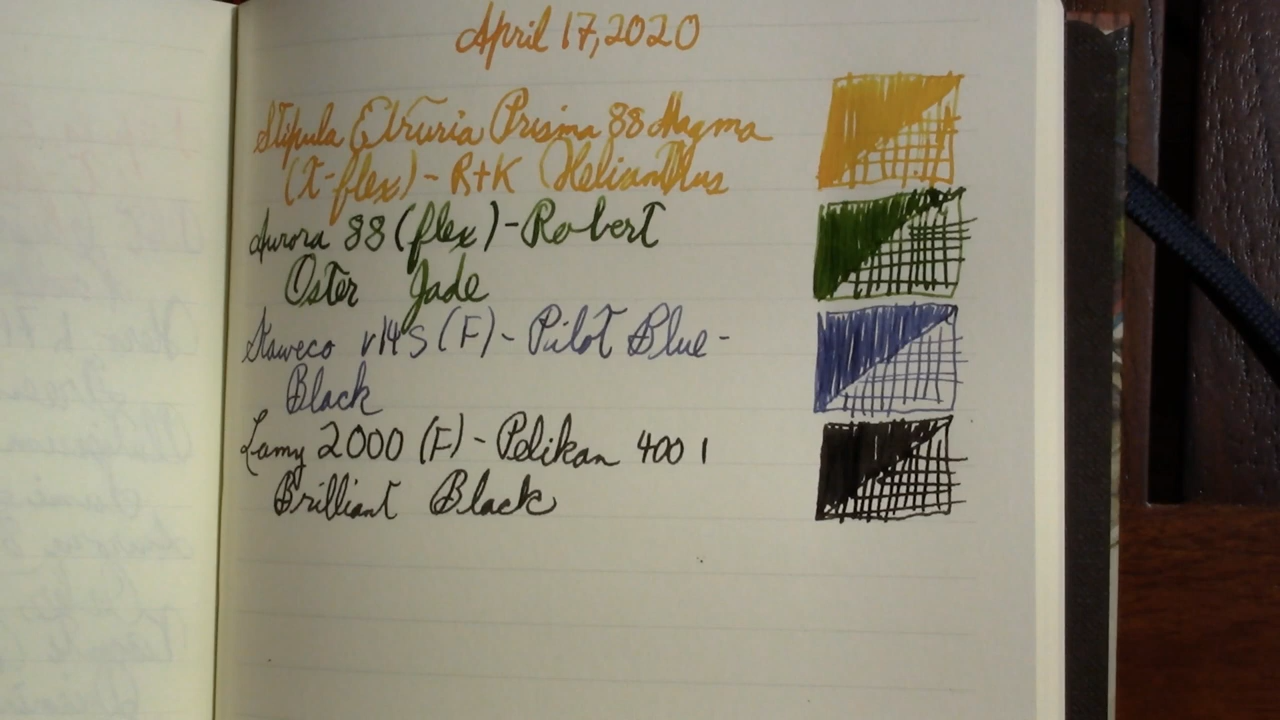 April 17, 2020
Stipula Etruria Prisma 88 Magma
(T-flex) - R+K Helianthus
Aurora 88 (flex) - Robert
Oster Jade
Kaweco v14S (F) - Pilot Blue-
Black
Lamy 2000 (F) - Pelikan 4001
Brilliant Black